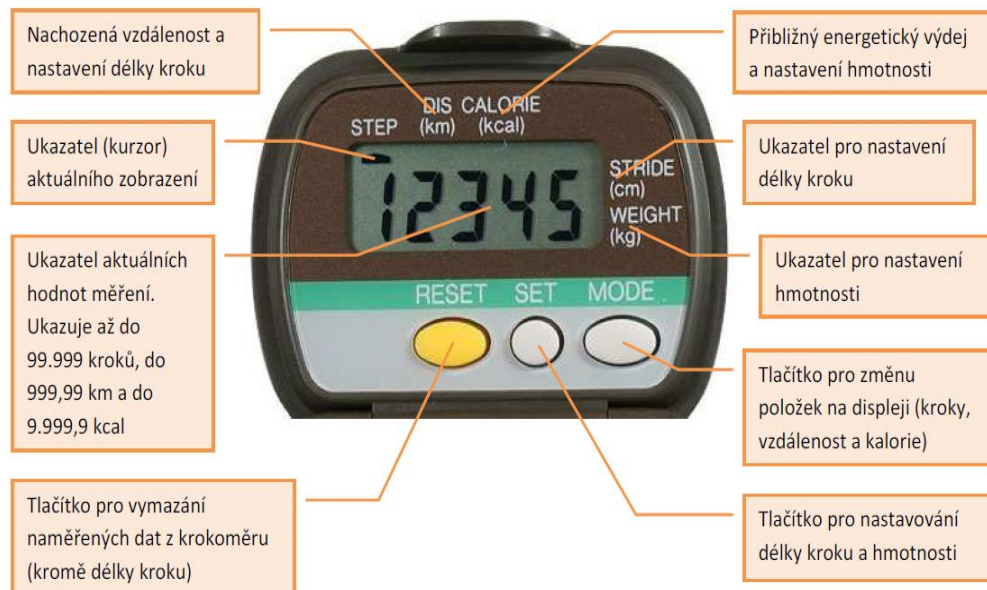 Nachozená vzdálenost a
nastavení délky kroku
Přibližný energetický výdej
a nastavení hmotnosti
DIS CALORIE
STEP (km) (kcal)
Ukazatel (kurzor)
aktuálního zobrazení
12345
STRIDE
(cm)
WEIGHT
(kg)
Ukazatel pro nastavení
délky kroku
Ukazatel aktuálních
hodnot měření.
Ukazuje až do
99.999 kroků, do
999,99 km a do
9.999,9 kcal
Ukazatel pro nastavení
hmotnosti
RESET SET MODE
Tlačítko pro změnu
položek na displeji (kroky,
vzdálenost a kalorie)
Tlačítko pro vymazání
naměřených dat z krokoměru
(kromě délky kroku)
Tlačítko pro nastavování
délky kroku a hmotnosti